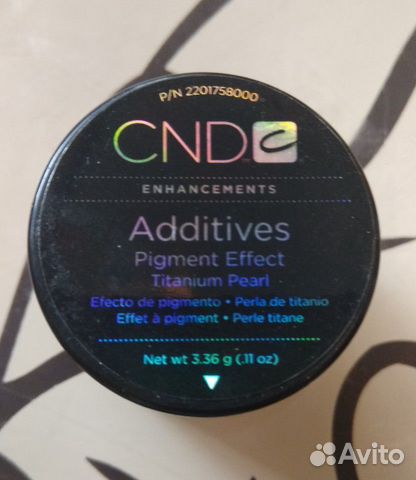 P/N 2201758000
CND™
ENHANCEMENTS
Additives
Pigment Effect
Titanium Pearl
Efecto de pigmento • Perla de titanio
Effet à pigment • Perle titane
Net wt 3.36 g (.11 oz)
Avito